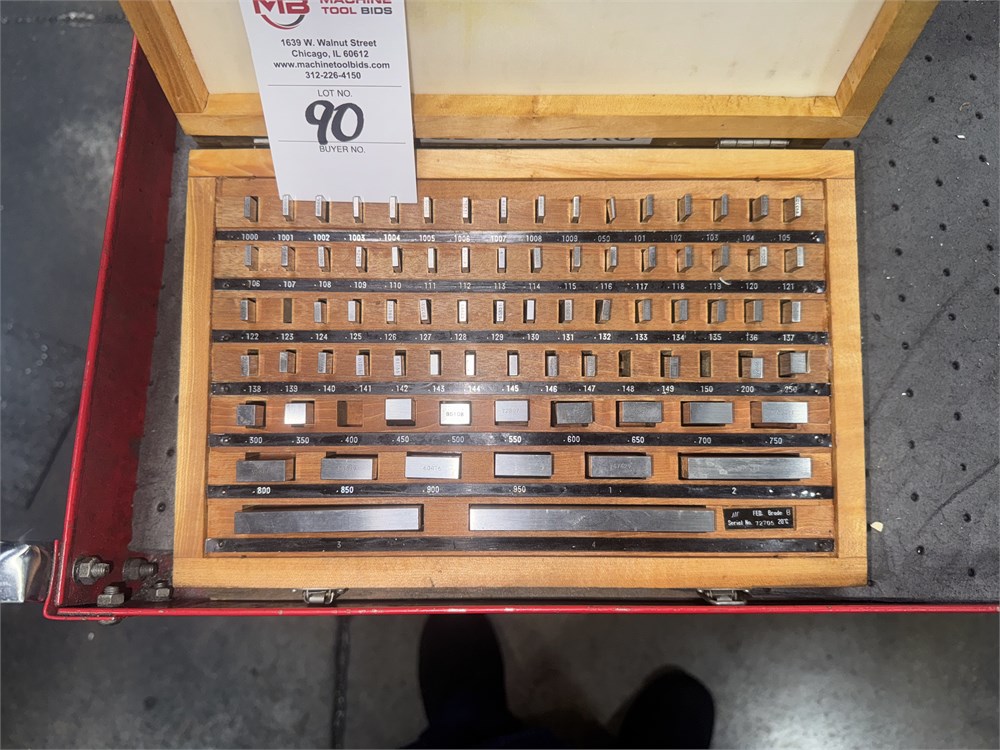 MB MACHINE
TOOL BIDS
1639 W. Walnut Street
Chicago, IL 60612
www.machinetoolbids.com
312-226-4150
LOT NO.
90
BUYER NO.
.1000 .1001 .1002 .1003 .1004 .1005 .1006 .1007 .1008 .1009 .050 .101 .102 .103 .104 .105
.106 .107 .108 .109 .110 .111 .112 .113 .114 .115 .116 .117 .118 .119 .120 .121
.122 .123 .124 .125 .126 .127 .128 .129 .130 .131 .132 .133 .134 .135 .136 .137
.138 .139 .140 .141 .142 .143 .144 .145 .146 .147 .148 .149 .150 .200 .250
.300 .350 .400 .450 .500 .550 .600 .650 .700 .750
.800 .850 .900 .950 1 2
FED. Grade B
Serial No. 72705 20°C
3 4